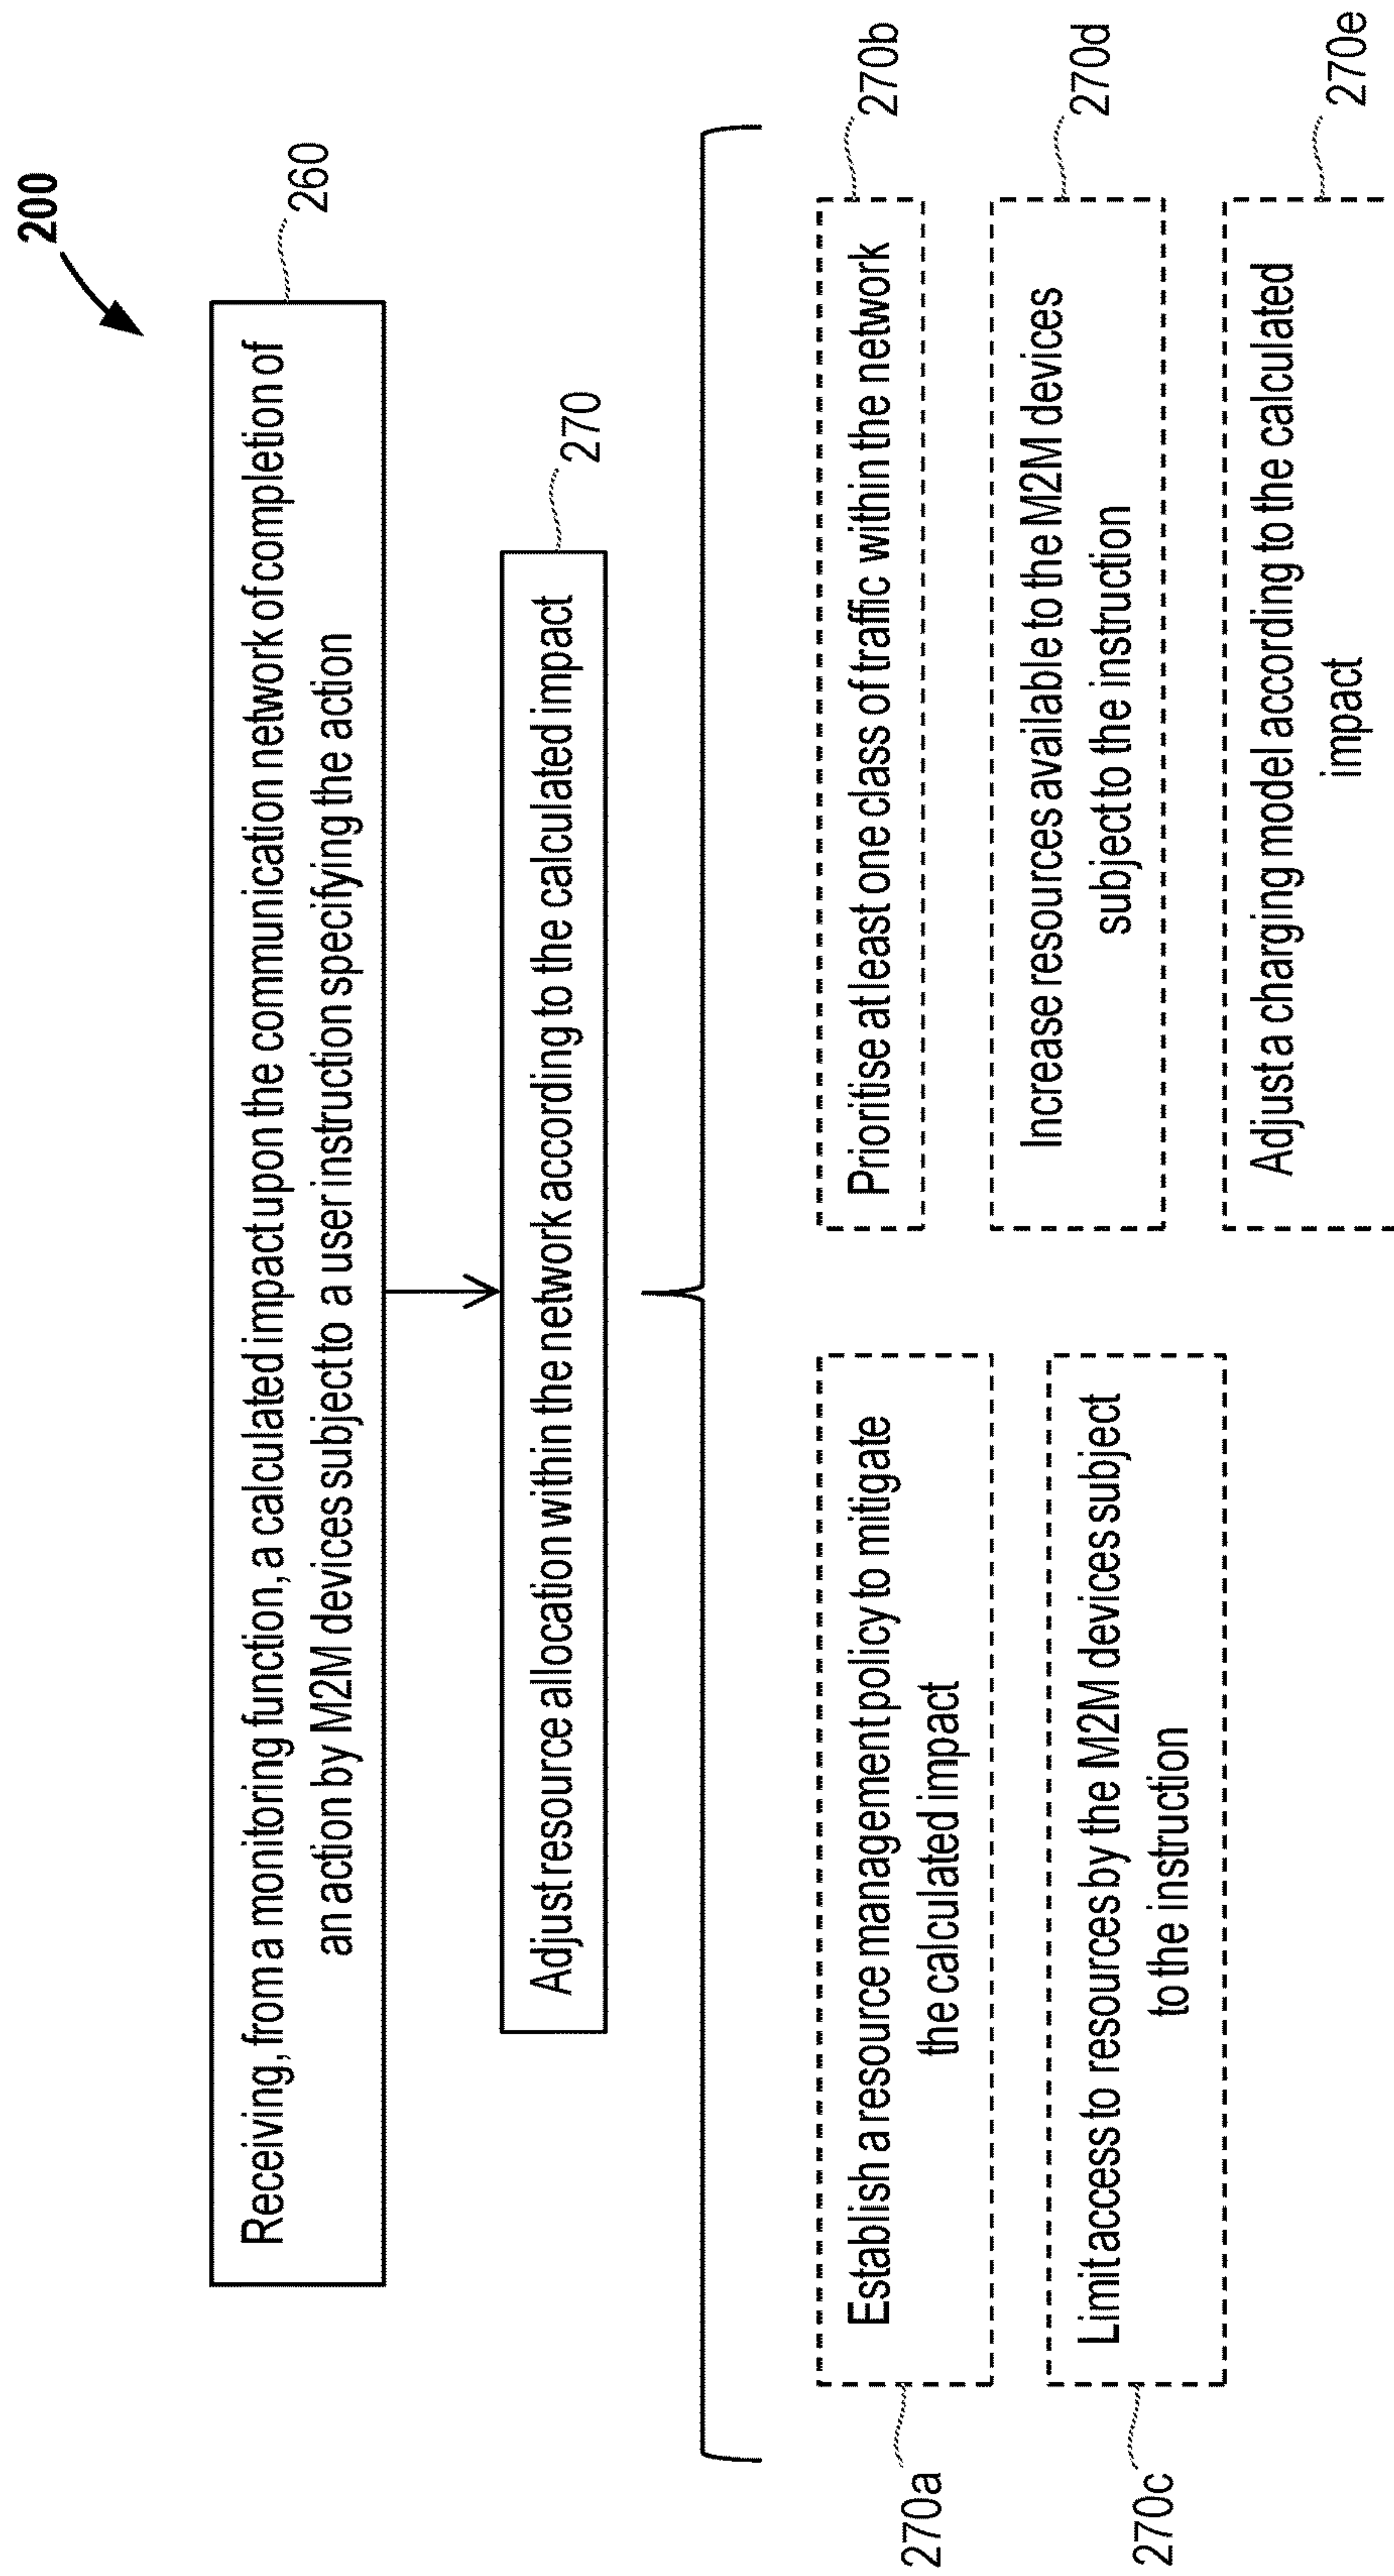 200
Receiving, from a monitoring function, a calculated impact upon the communication network of completion of
an action by M2M devices subject to a user instruction specifying the action
260
Adjust resource allocation within the network according to the calculated impact
270
Establish a resource management policy to mitigate
the calculated impact
270a
Prioritise at least one class of traffic within the network
270b
Limit access to resources by the M2M devices subject
to the instruction
270c
Increase resources available to the M2M devices
subject to the instruction
270d
Adjust a charging model according to the calculated
impact
270e